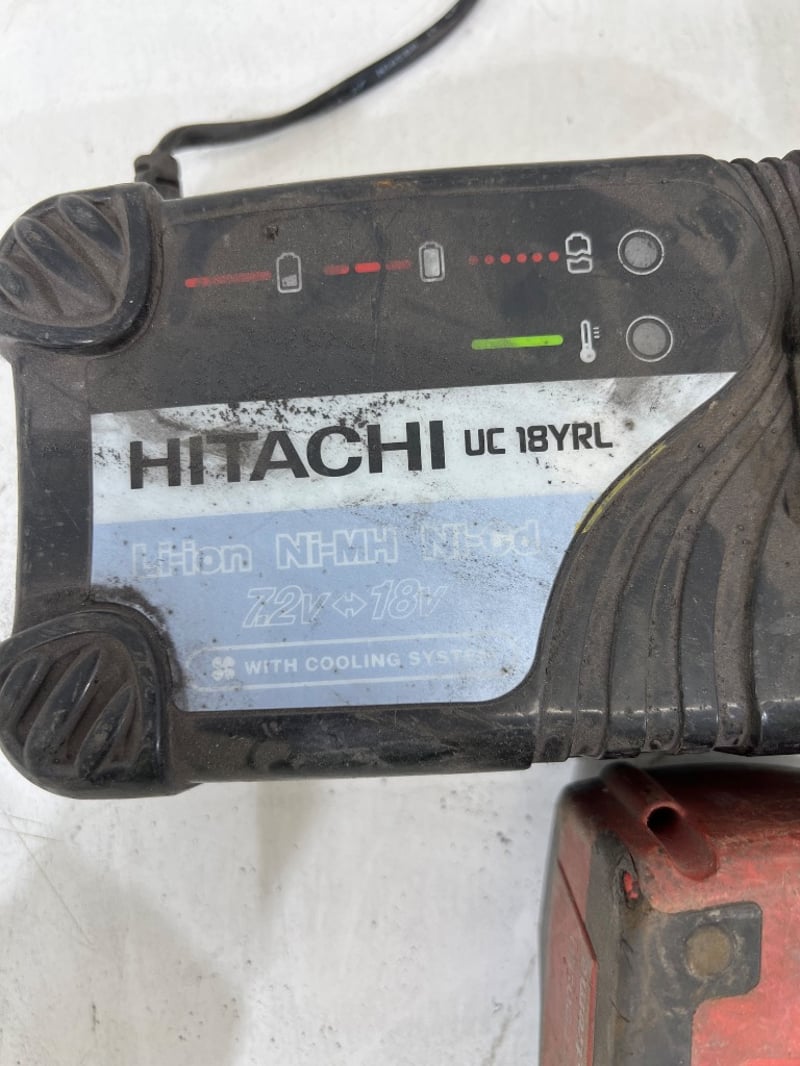 HITACHI UC 18YRL
Li-ion Ni-MH Ni-Cd
7.2V ↔ 18V
WITH COOLING SYSTEM